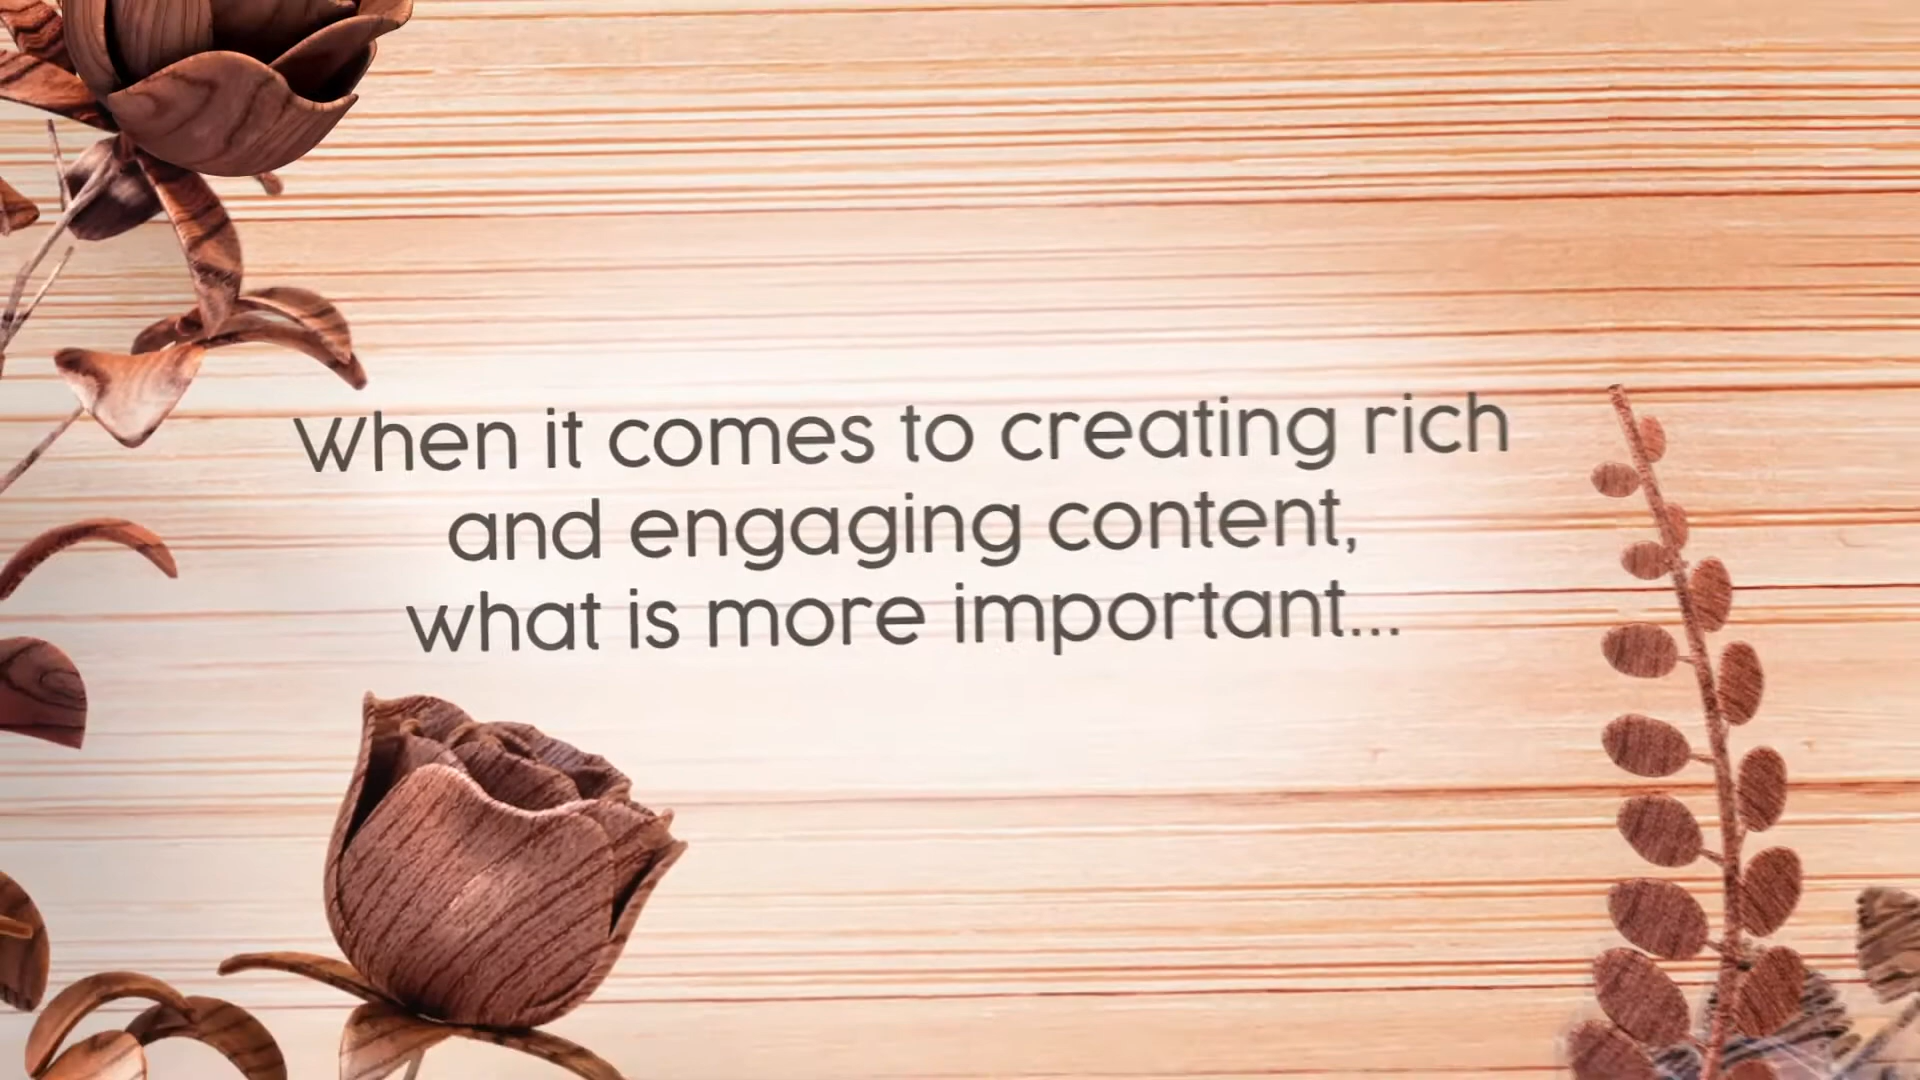 When it comes to creating rich
and engaging content,
what is more important...